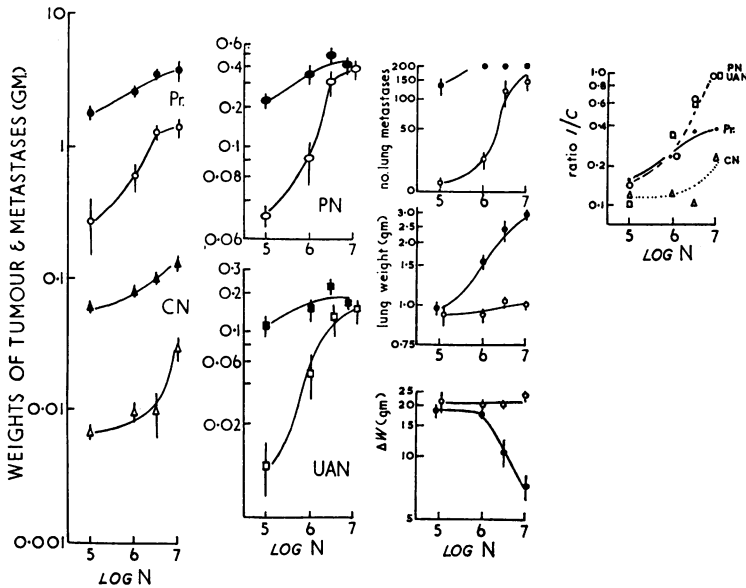 WEIGHTS OF TUMOUR & METASTASES (GM)
10
1
0·1
0·01
0·001
Pr.
CN
5 6 7
LOG N
0·6
0·4
0·2
0·1
0·08
0·06
PN
5 6 7
0·3
0·2
0·1
0·06
0·02
UAN
5 6 7
LOG N
no. lung metastases
200
150
100
50
0
5 6 7
lung weight (gm)
3·0
2·0
1·5
1·0
0·75
5 6 7
ΔW (gm)
25
20
15
10
5
5 6 7
LOG N
ratio I/C
1·0
0·8
0·6
0·4
0·2
0·1
PN
UAN
Pr.
CN
5 6 7
LOG N